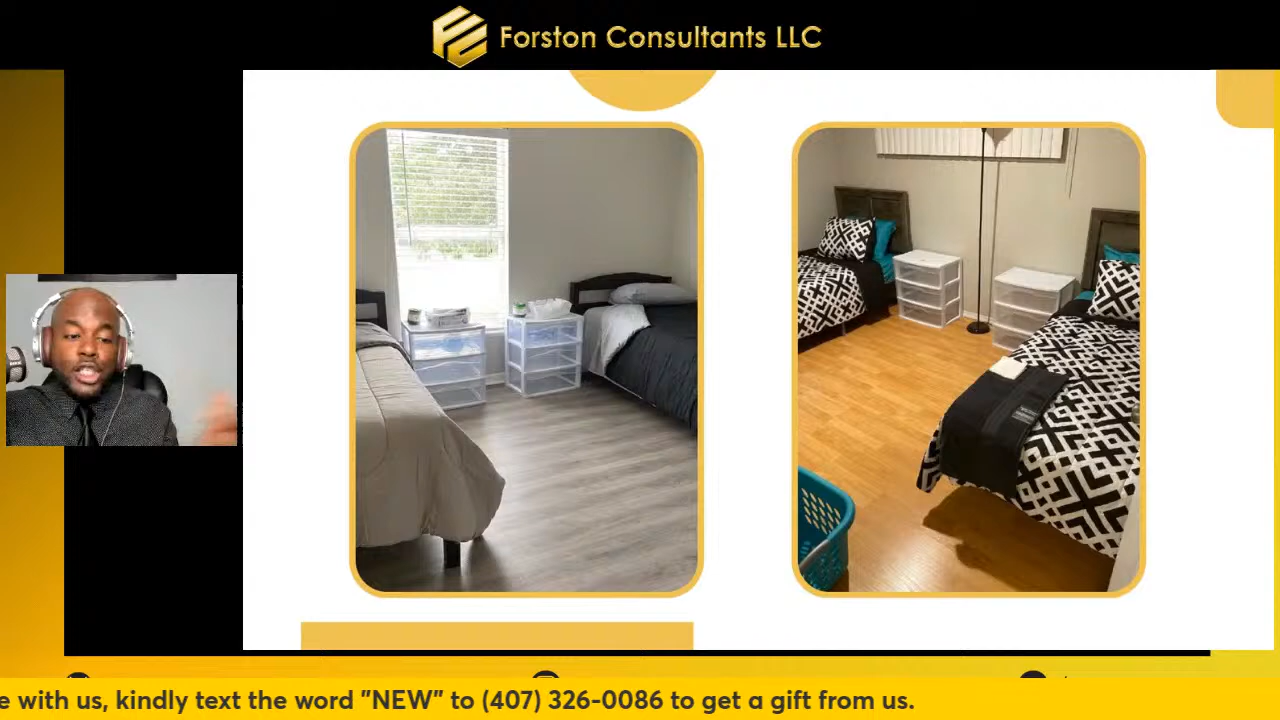 Forston Consultants LLC
e with us, kindly text the word "NEW" to (407) 326-0086 to get a gift from us.